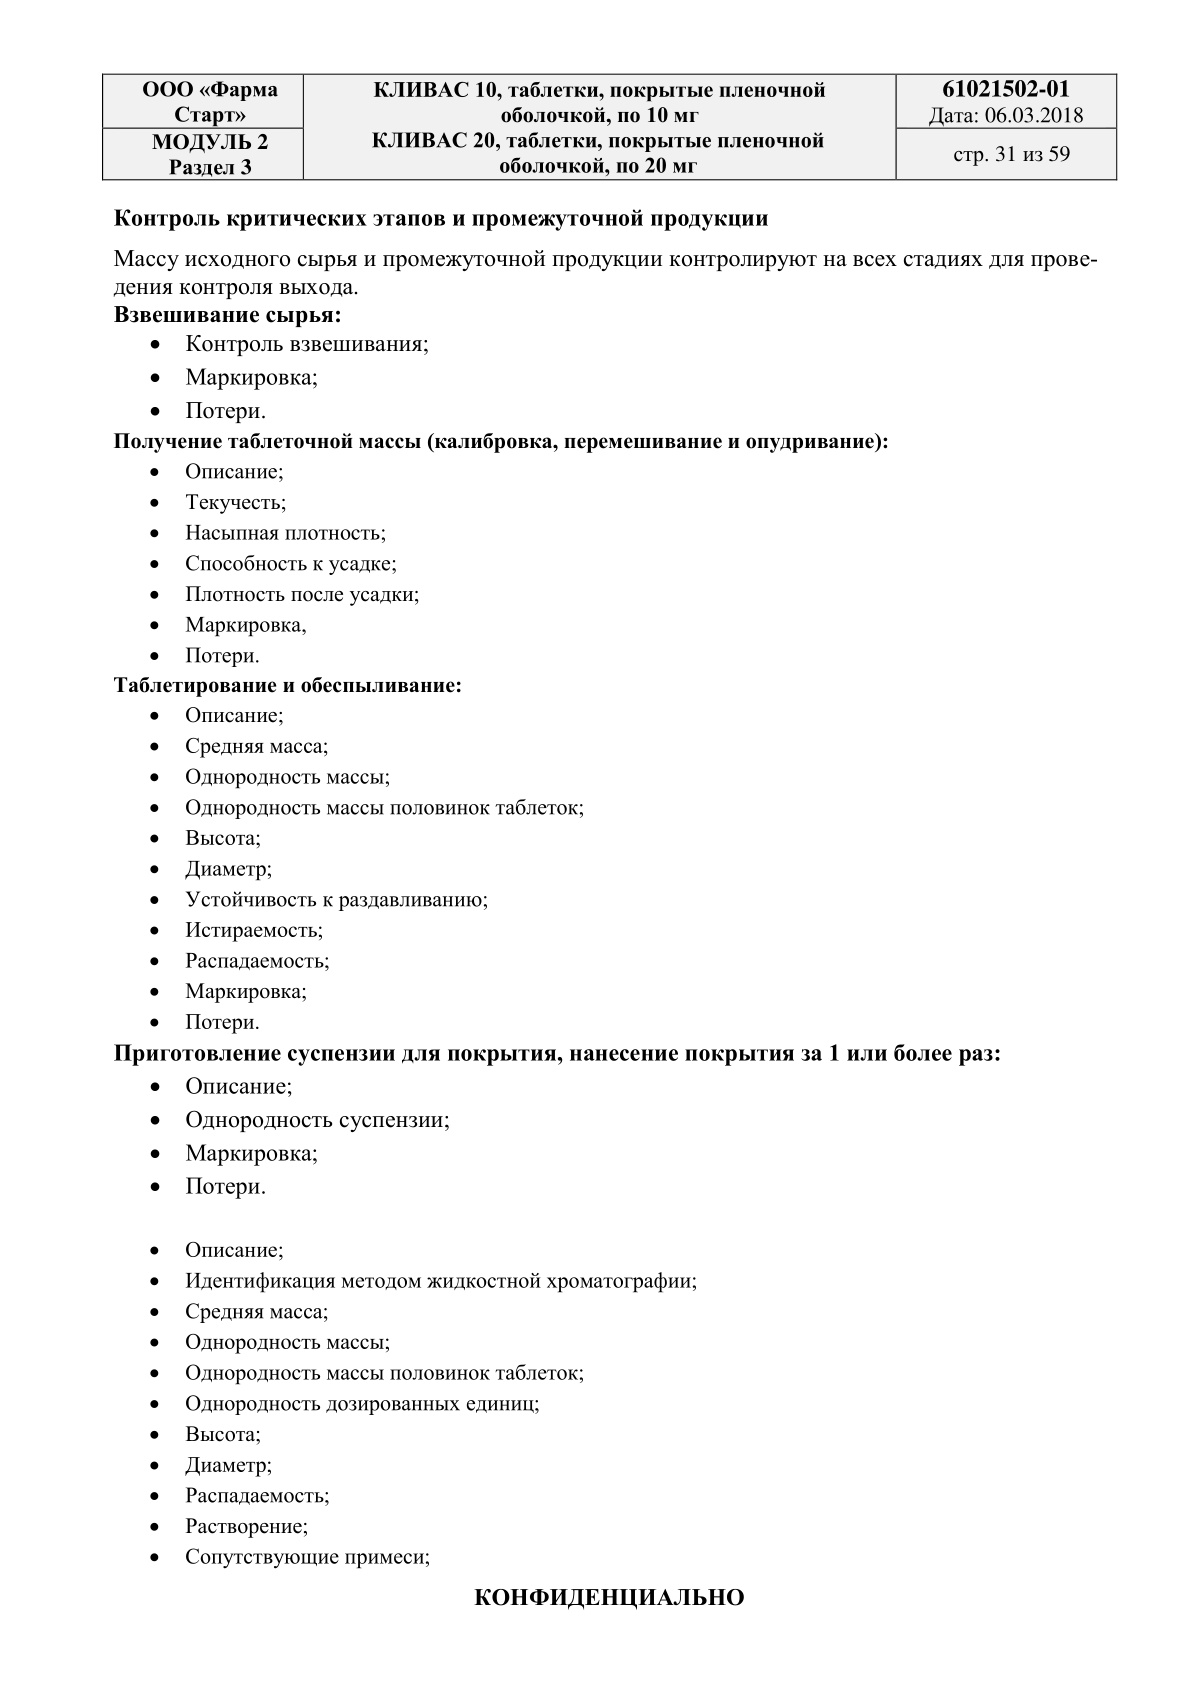 ООО «Фарма
Старт»
МОДУЛЬ 2
Раздел 3
КЛИВАС 10, таблетки, покрытые пленочной
оболочкой, по 10 мг
КЛИВАС 20, таблетки, покрытые пленочной
оболочкой, по 20 мг
61021502-01
Дата: 06.03.2018
стр. 31 из 59
Контроль критических этапов и промежуточной продукции
Массу исходного сырья и промежуточной продукции контролируют на всех стадиях для прове-
дения контроля выхода.
Взвешивание сырья:
• Контроль взвешивания;
• Маркировка;
• Потери.
Получение таблеточной массы (калибровка, перемешивание и опудривание):
• Описание;
• Текучесть;
• Насыпная плотность;
• Способность к усадке;
• Плотность после усадки;
• Маркировка,
• Потери.
Таблетирование и обеспыливание:
• Описание;
• Средняя масса;
• Однородность массы;
• Однородность массы половинок таблеток;
• Высота;
• Диаметр;
• Устойчивость к раздавливанию;
• Истираемость;
• Распадаемость;
• Маркировка;
• Потери.
Приготовление суспензии для покрытия, нанесение покрытия за 1 или более раз:
• Описание;
• Однородность суспензии;
• Маркировка;
• Потери.
• Описание;
• Идентификация методом жидкостной хроматографии;
• Средняя масса;
• Однородность массы;
• Однородность массы половинок таблеток;
• Однородность дозированных единиц;
• Высота;
• Диаметр;
• Распадаемость;
• Растворение;
• Сопутствующие примеси;
КОНФИДЕНЦИАЛЬНО